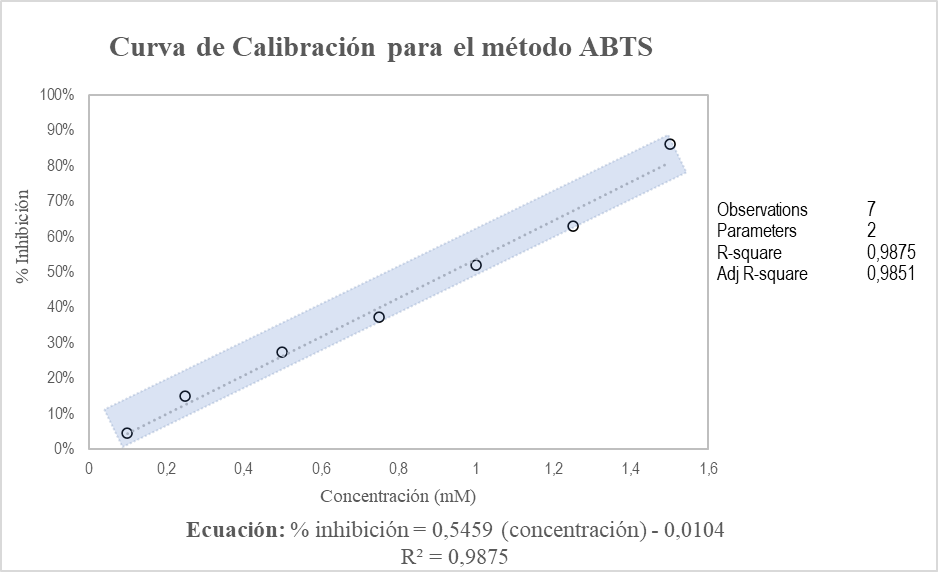 Curva de Calibración para el método ABTS
100%
90%
80%
70%
60%
50%
40%
30%
20%
10%
0%
% Inhibición
0 0,2 0,4 0,6 0,8 1 1,2 1,4 1,6
Concentración (mM)
Observations 7
Parameters 2
R-square 0,9875
Adj R-square 0,9851
Ecuación: % inhibición = 0,5459 (concentración) - 0,0104
R² = 0,9875